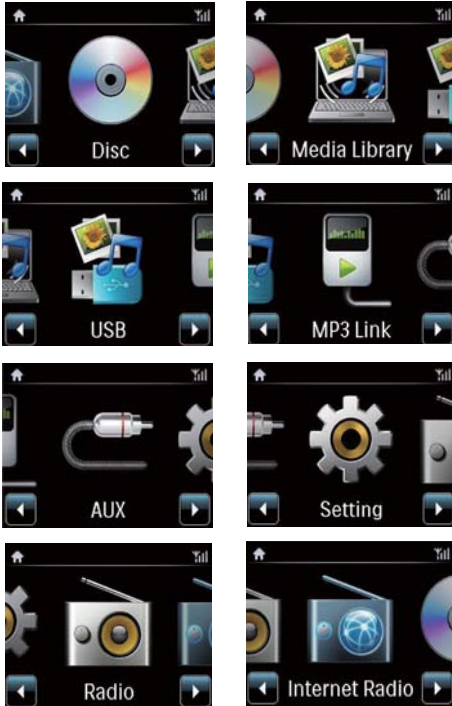 Disc
Media Library
USB
MP3 Link
AUX
Setting
Radio
Internet Radio